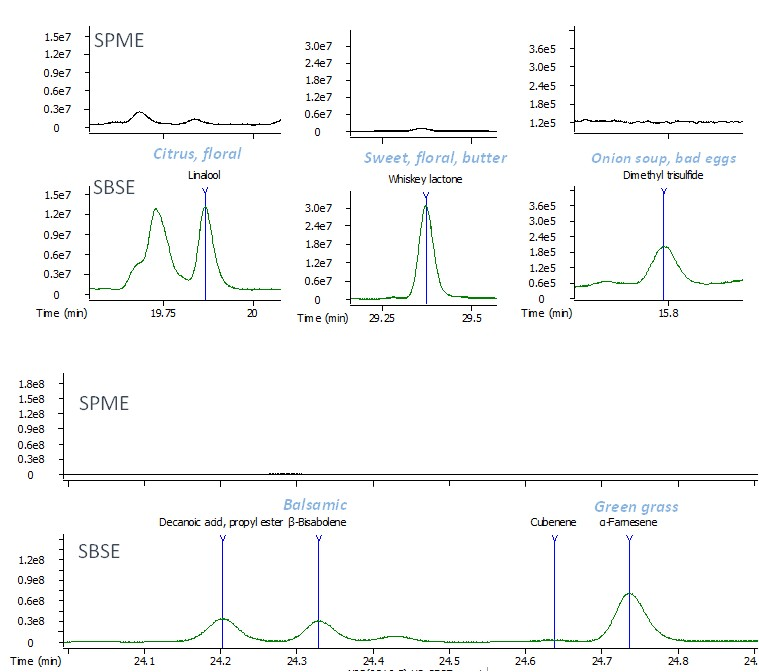 SPME
1.5e7 3.0e7 3.6e5
1.2e7 2.4e7 3.0e5
0.9e7 1.8e7 2.4e5
0.6e7 1.2e7 1.8e5
0.3e7 0.6e7 1.2e5
0 0
Citrus, floral Sweet, floral, butter Onion soup, bad eggs
Linalool Whiskey lactone Dimethyl trisulfide
SBSE
1.5e7 3.0e7 3.6e5
1.2e7 2.4e7 3.0e5
0.9e7 1.8e7 2.4e5
0.6e7 1.2e7 1.2e5
0.3e7 0.6e7 0.6e5
0 0 0
Time (min) 19.75 20 Time (min) 29.25 29.5 Time (min) 15.8
SPME
1.8e8
1.5e8
1.2e8
0.9e8
0.6e8
0.3e8
0
Balsamic Green grass
Decanoic acid, propyl ester β-Bisabolene Cubenene α-Farnesene
SBSE
1.2e8
0.9e8
0.6e8
0.3e8
0
Time (min) 24.1 24.2 24.3 24.4 24.5 24.6 24.7 24.8 24.